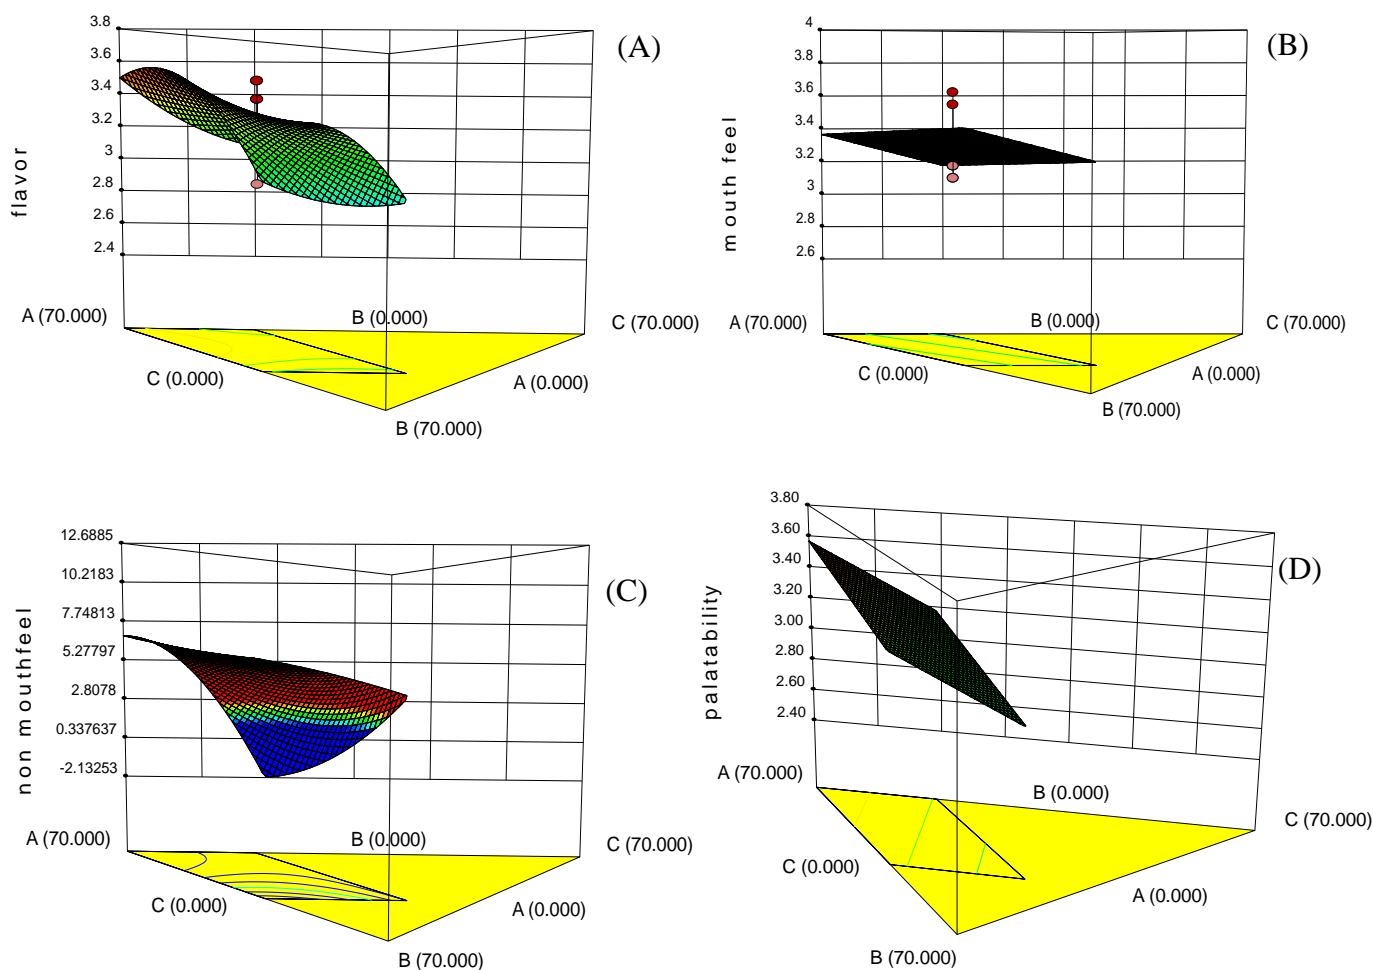 3.8
3.6
3.4
3.2
3
2.8
2.6
2.4
flavor
(A)
A (70.000)
B (0.000)
C (70.000)
C (0.000)
A (0.000)
B (70.000)
4
3.8
3.6
3.4
3.2
3
2.8
2.6
mouth feel
(B)
A (70.000)
B (0.000)
C (70.000)
C (0.000)
A (0.000)
B (70.000)
12.6885
10.2183
7.74813
5.27797
2.8078
0.337637
-2.13253
non mouthfeel
(C)
A (70.000)
B (0.000)
C (70.000)
C (0.000)
A (0.000)
B (70.000)
3.80
3.60
3.40
3.20
3.00
2.80
2.60
2.40
palatability
(D)
A (70.000)
B (0.000)
C (70.000)
C (0.000)
A (0.000)
B (70.000)